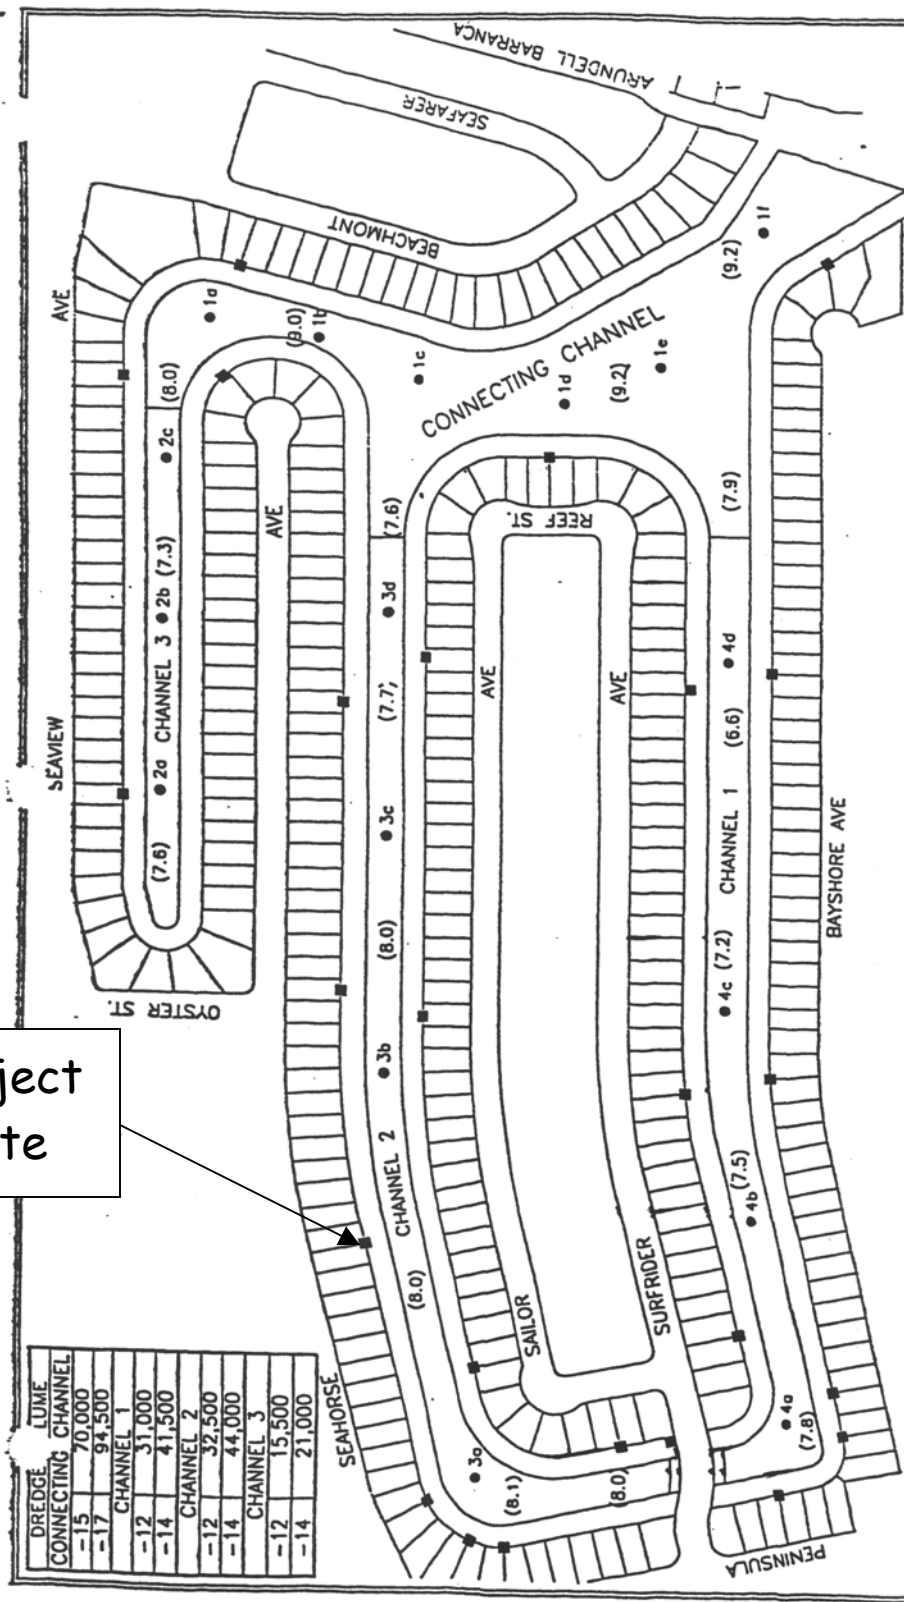 ARUNDELL BARRANCA
SEAFARER
BEACHMONT
SEAVIEW
AVE
1a
(9.0)
1b
1c
CONNECTING CHANNEL
1d
(9.2)
1e
(9.2)
1f
(8.0)
2c
2b (7.3)
CHANNEL 3
2a
(7.6)
OYSTER ST.
AVE
(7.6)
3d
(7.7)
3c
(8.0)
3b
CHANNEL 2
(8.0)
3a
(8.1)
(8.0)
SEAHORSE
REEF ST.
AVE
AVE
SAILOR
SURFRIDER
(7.9)
4d
(6.6)
CHANNEL 1
4c (7.2)
4b (7.5)
4a
(7.8)
BAYSHORE AVE
PENINSULA
ject
te
DREDGE LUME
CONNECTING CHANNEL
-15 70,000
-17 94,500
CHANNEL 1
-12 31,000
-14 41,500
CHANNEL 2
-12 32,500
-14 44,000
CHANNEL 3
-12 15,500
-14 21,000